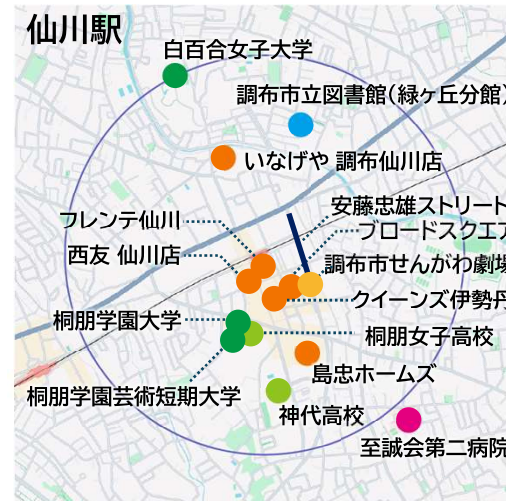 仙川駅
白百合女子大学
調布市立図書館(緑ヶ丘分館)
いなげや 調布仙川店
安藤忠雄ストリート
フレンテ仙川
ブロードスクエア
西友 仙川店
調布市せんがわ劇場
クイーンズ伊勢丹
桐朋学園大学
桐朋女子高校
島忠ホームズ
桐朋学園芸術短期大学
神代高校
至誠会第二病院